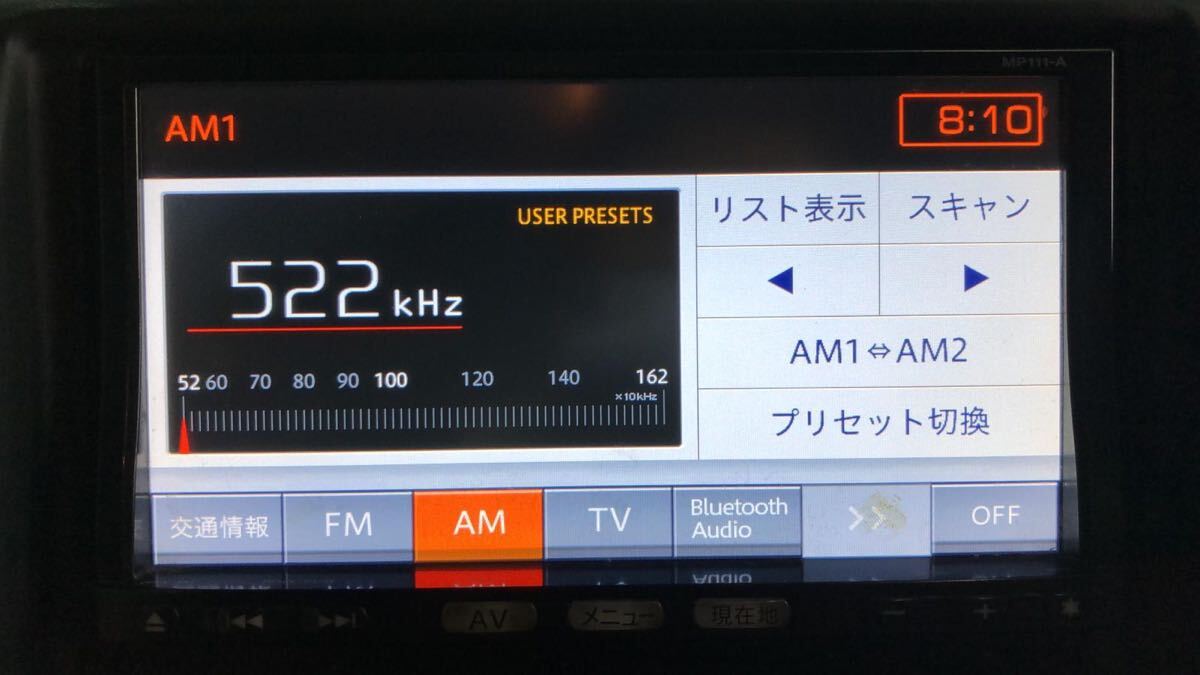 MP111-A
AM1
8:10
USER PRESETS
522 kHz
52 60 70 80 90 100 120 140 162
×10kHz
リスト表示 スキャン
◀ ▶
AM1⇔AM2
プリセット切換
交通情報 FM AM TV Bluetooth Audio >> OFF
AV メニュー 現在地 − +